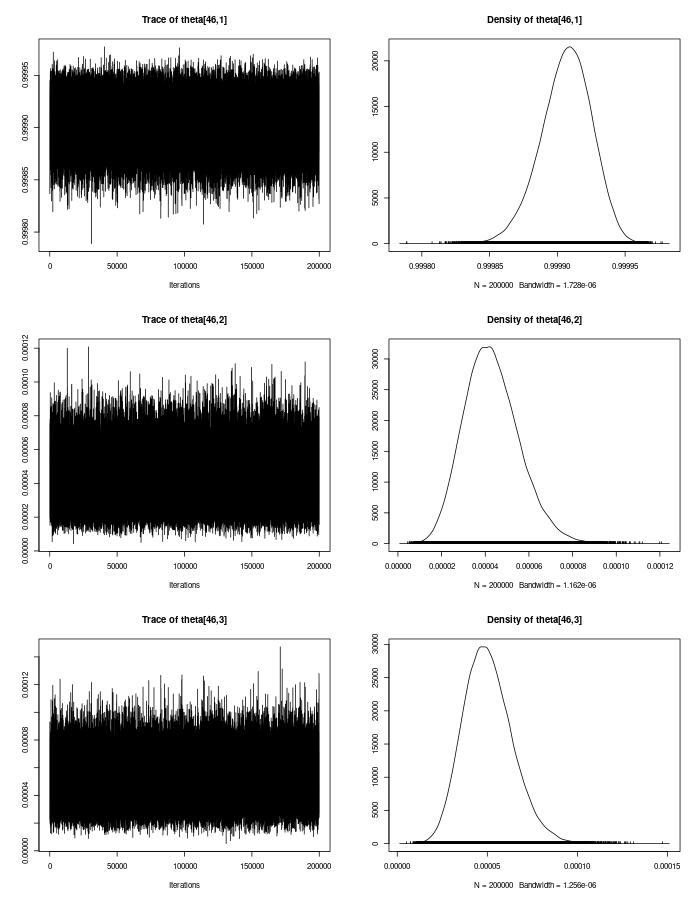 Trace of theta[46,1]
0.99980 0.99985 0.99990 0.99995
0 50000 100000 150000 200000
Iterations
Density of theta[46,1]
0 5000 10000 15000 20000
0.99980 0.99985 0.99990 0.99995
N = 200000 Bandwidth = 1.728e-06
Trace of theta[46,2]
0.00000 0.00002 0.00004 0.00006 0.00008 0.00010 0.00012
0 50000 100000 150000 200000
Iterations
Density of theta[46,2]
0 5000 10000 15000 20000 25000 30000
0.00000 0.00002 0.00004 0.00006 0.00008 0.00010 0.00012
N = 200000 Bandwidth = 1.162e-06
Trace of theta[46,3]
0.00000 0.00004 0.00008 0.00012
0 50000 100000 150000 200000
Iterations
Density of theta[46,3]
0 5000 10000 15000 20000 25000 30000
0.00000 0.00005 0.00010 0.00015
N = 200000 Bandwidth = 1.256e-06